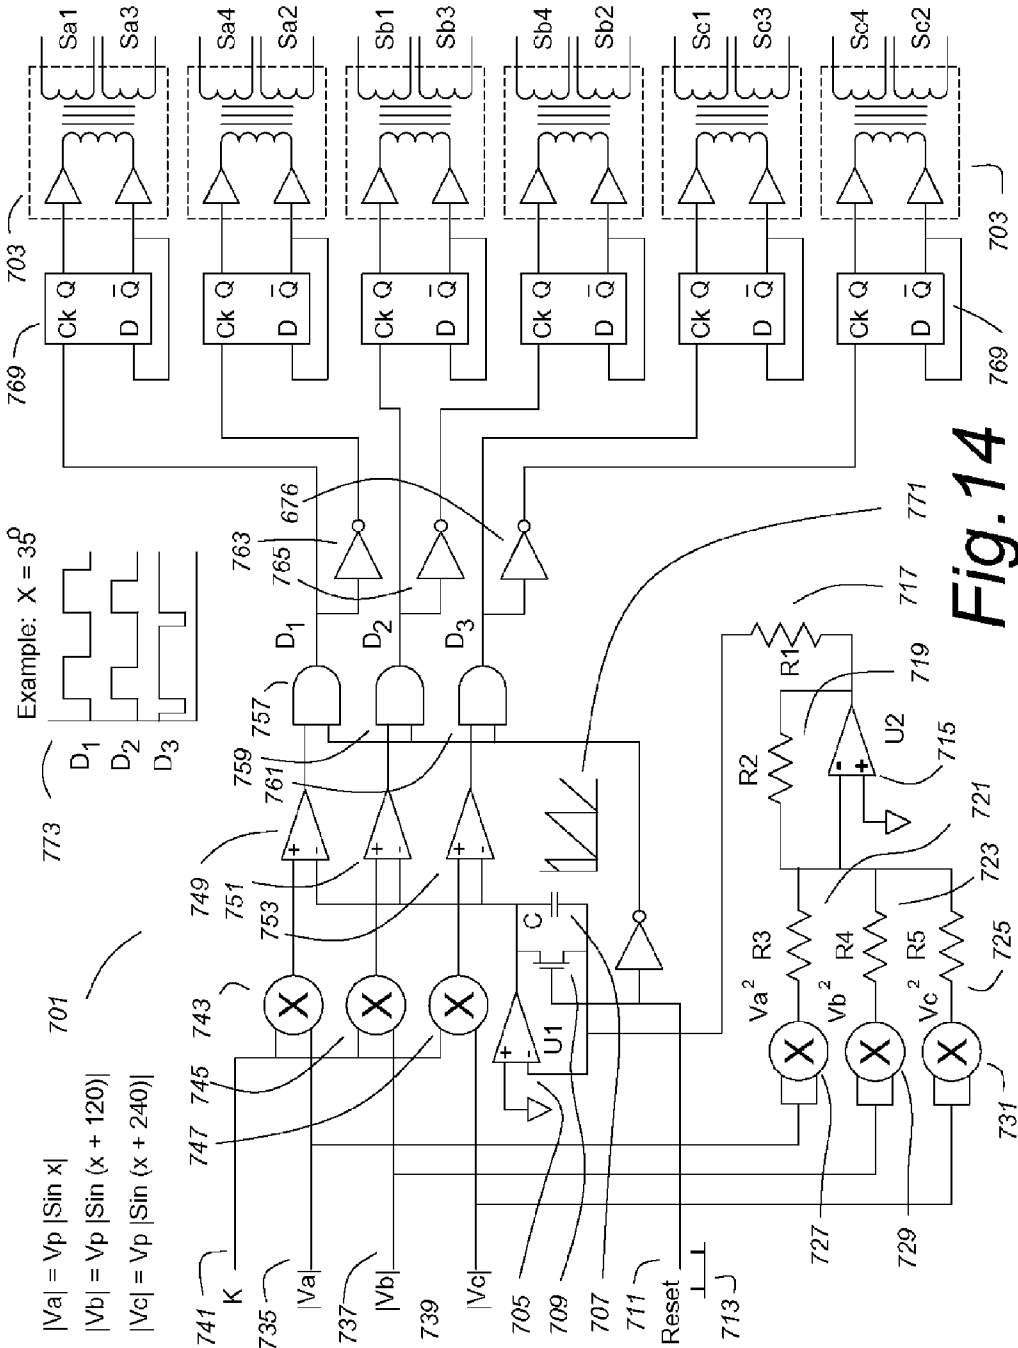 |Va| = Vp |Sin x|
|Vb| = Vp |Sin (x + 120)|
|Vc| = Vp |Sin (x + 240)|
701
773
Example: X = 35°
D1
D2
D3
741
K
735
|Va|
737
|Vb|
739
|Vc|
705
709
707
711
Reset
713
743
X
745
X
747
X
749
+
-
751
+
-
753
+
-
757
759
761
D1
D2
D3
763
765
676
+
-
U1
C
771
717
R1
719
R2
-
+
U2
715
721
723
725
R3
R4
R5
Va²
Vb²
Vc²
X
X
X
727
729
731
769
703
Ck Q
D Q̅
Sa1
Sa3
Ck Q
D Q̅
Sa4
Sa2
Ck Q
D Q̅
Sb1
Sb3
Ck Q
D Q̅
Sb4
Sb2
Ck Q
D Q̅
Sc1
Sc3
Ck Q
D Q̅
Sc4
Sc2
769
703
Fig.14